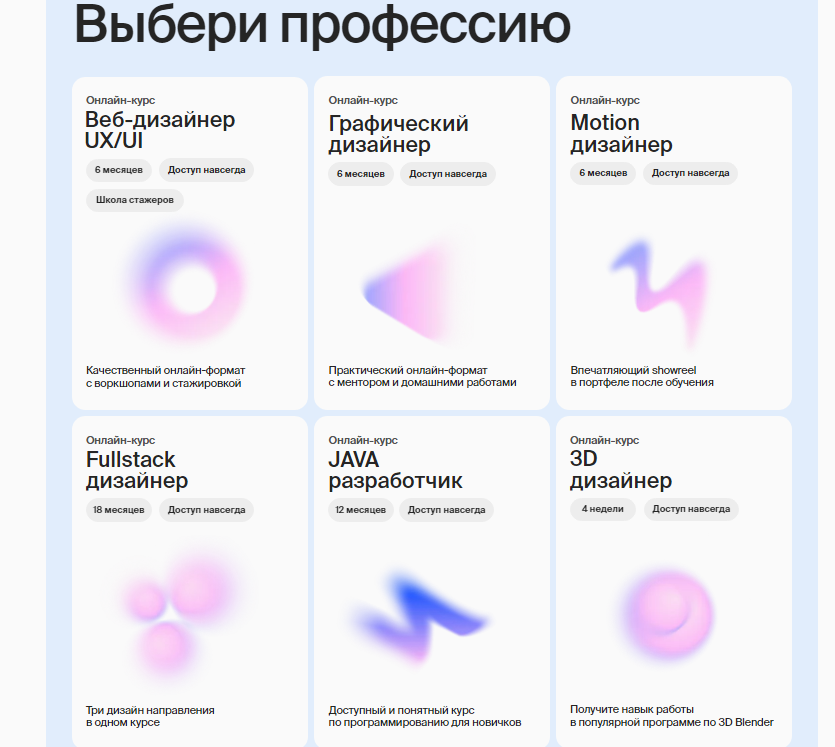 Выбери профессию
Онлайн-курс
Веб-дизайнер
UX/UI
6 месяцев
Доступ навсегда
Школа стажеров
Качественный онлайн-формат
с воркшопами и стажировкой
Онлайн-курс
Графический
дизайнер
6 месяцев
Доступ навсегда
Практический онлайн-формат
с ментором и домашними работами
Онлайн-курс
Motion
дизайнер
6 месяцев
Доступ навсегда
Впечатляющий showreel
в портфеле после обучения
Онлайн-курс
Fullstack
дизайнер
18 месяцев
Доступ навсегда
Три дизайн направления
в одном курсе
Онлайн-курс
JAVA
разработчик
12 месяцев
Доступ навсегда
Доступный и понятный курс
по программированию для новичков
Онлайн-курс
3D
дизайнер
4 недели
Доступ навсегда
Получите навык работы
в популярной программе по 3D Blender